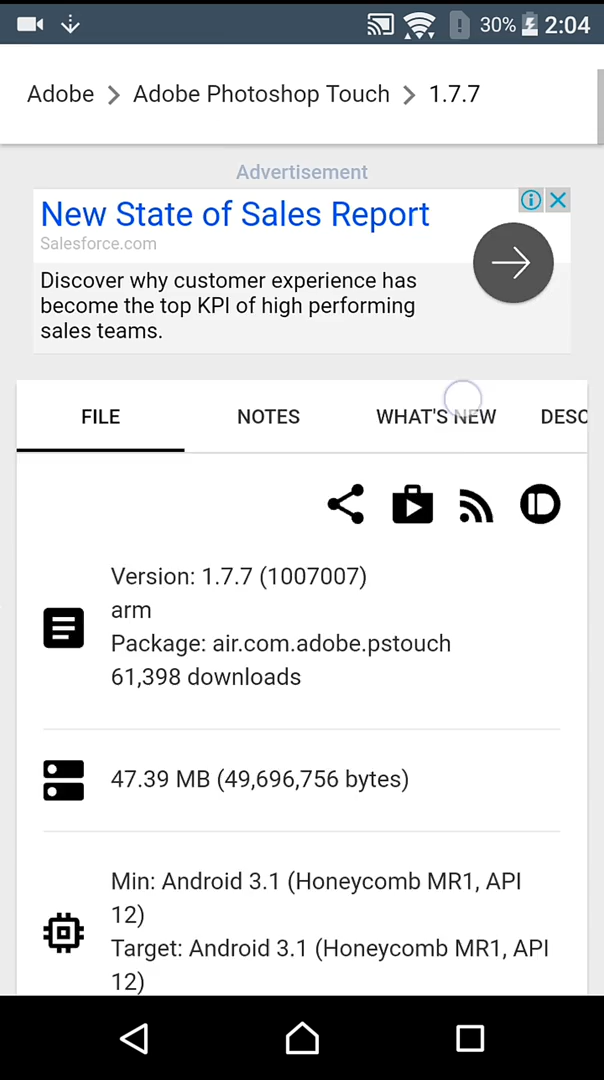 30% 2:04
Adobe > Adobe Photoshop Touch > 1.7.7
Advertisement
New State of Sales Report
Salesforce.com
Discover why customer experience has
become the top KPI of high performing
sales teams.
FILE NOTES WHAT'S NEW DESC
Version: 1.7.7 (1007007)
arm
Package: air.com.adobe.pstouch
61,398 downloads
47.39 MB (49,696,756 bytes)
Min: Android 3.1 (Honeycomb MR1, API
12)
Target: Android 3.1 (Honeycomb MR1, API
12)